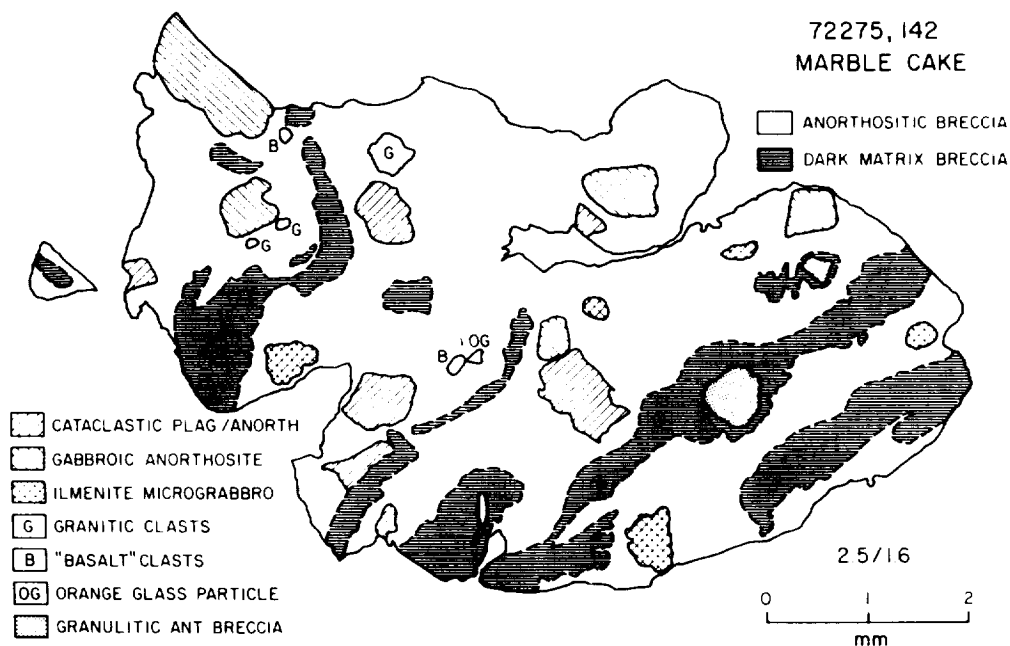 72275, 142
MARBLE CAKE
ANORTHOSITIC BRECCIA
DARK MATRIX BRECCIA
B
G
G
G
OG
B
CATACLASTIC PLAG/ANORTH
GABBROIC ANORTHOSITE
ILMENITE MICROGRABBRO
G GRANITIC CLASTS
B "BASALT" CLASTS
OG ORANGE GLASS PARTICLE
GRANULITIC ANT BRECCIA
25/16
0 1 2
mm